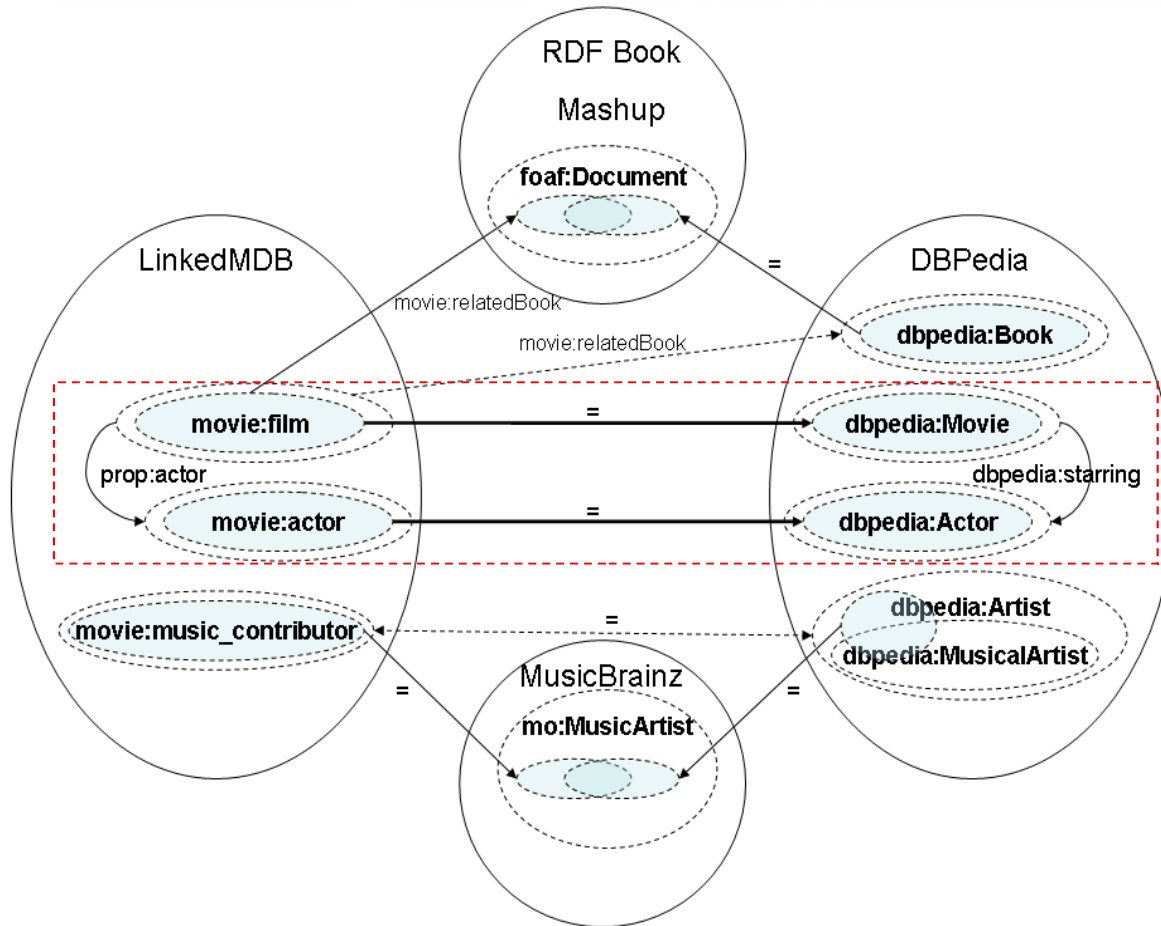 RDF Book
Mashup
foaf:Document
LinkedMDB
DBPedia
=
movie:relatedBook
movie:relatedBook
dbpedia:Book
movie:film
=
dbpedia:Movie
prop:actor
dbpedia:starring
movie:actor
=
dbpedia:Actor
movie:music_contributor
=
dbpedia:Artist
dbpedia:MusicalArtist
MusicBrainz
=
=
mo:MusicArtist